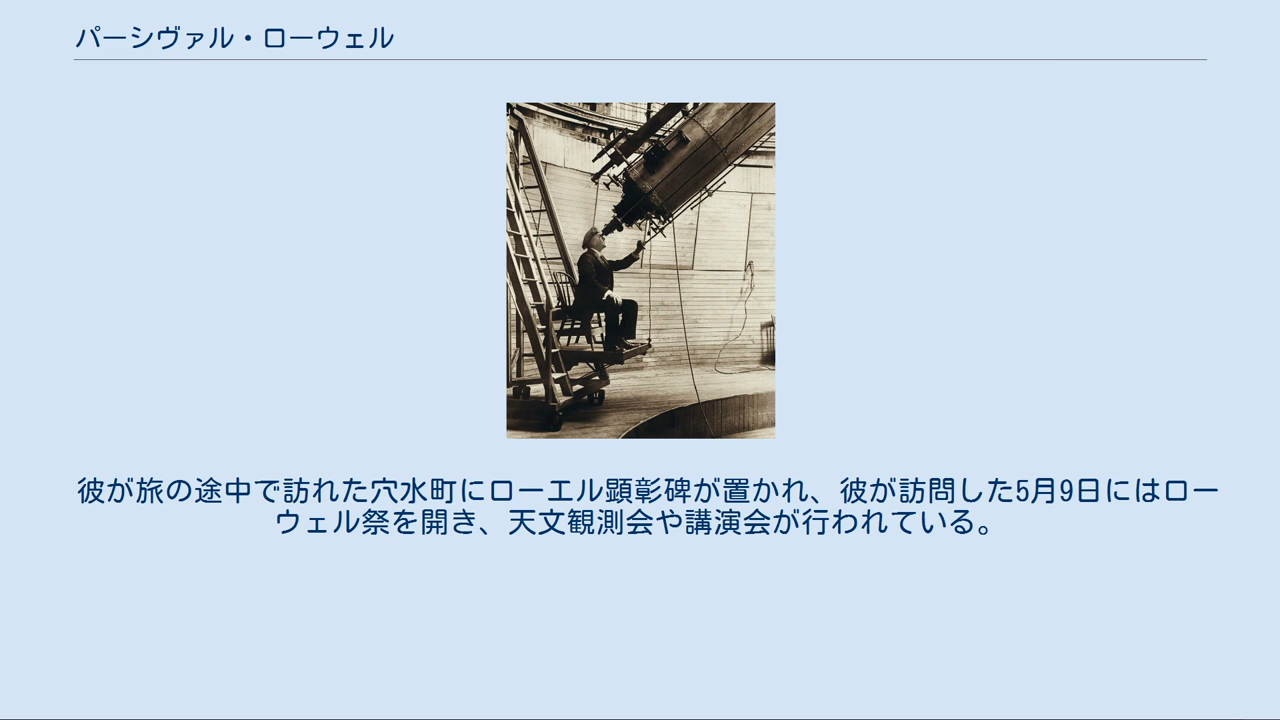 パーシヴァル・ローウェル
彼が旅の途中で訪れた穴水町にローエル顕彰碑が置かれ、彼が訪問した5月9日にはロー
ウェル祭を開き、天文観測会や講演会が行われている。